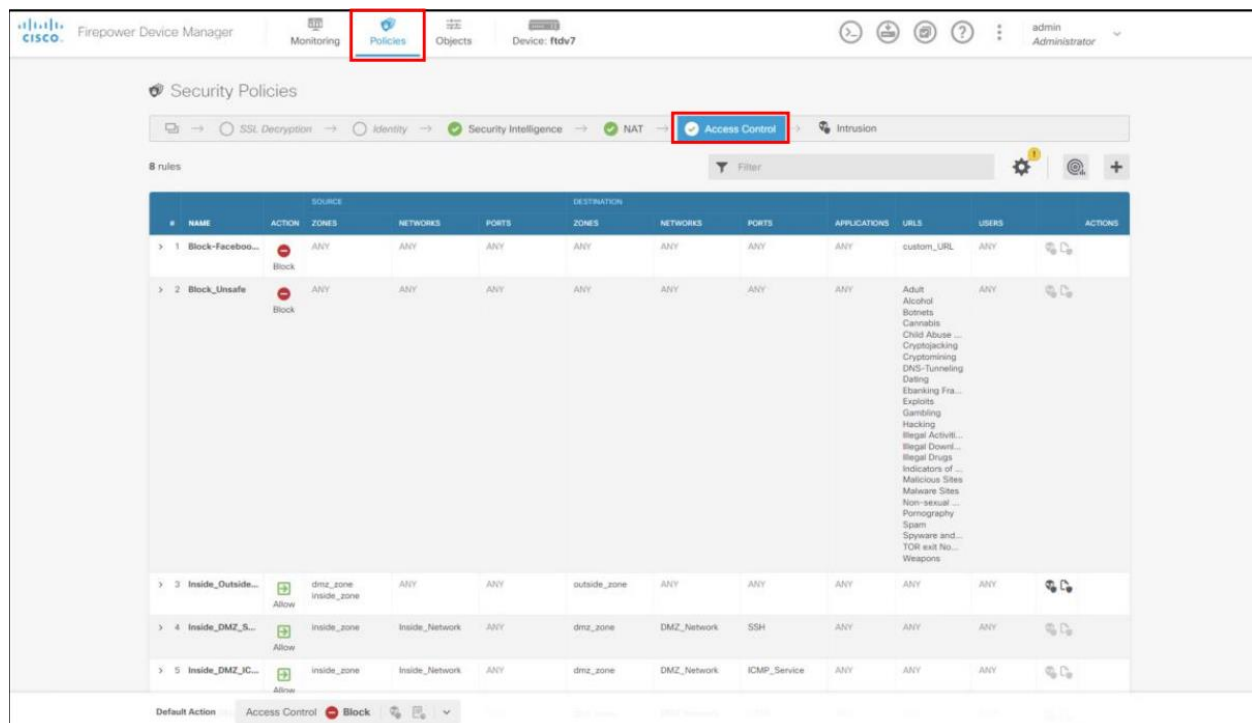 CISCO Firepower Device Manager Monitoring Policies Objects Device: ftdv7 admin Administrator
Security Policies
SSL Decryption Identity Security Intelligence NAT Access Control Intrusion
8 rules Filter
SOURCE DESTINATION
# NAME ACTION ZONES NETWORKS PORTS ZONES NETWORKS PORTS APPLICATIONS URLS USERS ACTIONS
1 Block-Faceboo... Block ANY ANY ANY ANY ANY ANY ANY custom_URL ANY
2 Block_Unsafe Block ANY ANY ANY ANY ANY ANY ANY Adult ANY
Alcohol
Botnets
Cannabis
Child Abuse ...
Cryptojacking
Cryptomining
DNS-Tunneling
Dating
Ebanking Fra...
Exploits
Gambling
Hacking
Illegal Activiti...
Illegal Downl...
Illegal Drugs
Indicators of ...
Malicious Sites
Malware Sites
Non-sexual ...
Pornography
Spam
Spyware and...
TOR exit No...
Weapons
3 Inside_Outside... Allow dmz_zone inside_zone ANY ANY outside_zone ANY ANY ANY ANY ANY
4 Inside_DMZ_S... Allow inside_zone Inside_Network ANY dmz_zone DMZ_Network SSH ANY ANY ANY
5 Inside_DMZ_IC... Allow inside_zone Inside_Network ANY dmz_zone DMZ_Network ICMP_Service ANY ANY ANY
Default Action Access Control Block